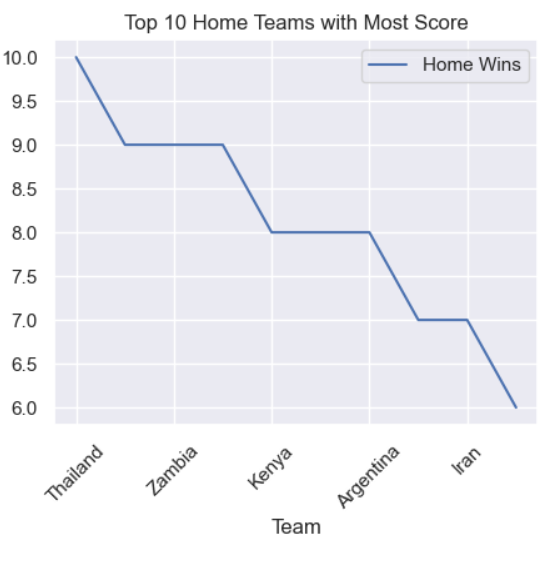 Top 10 Home Teams with Most Score
Home Wins
10.0
9.5
9.0
8.5
8.0
7.5
7.0
6.5
6.0
Thailand
Zambia
Kenya
Argentina
Iran
Team